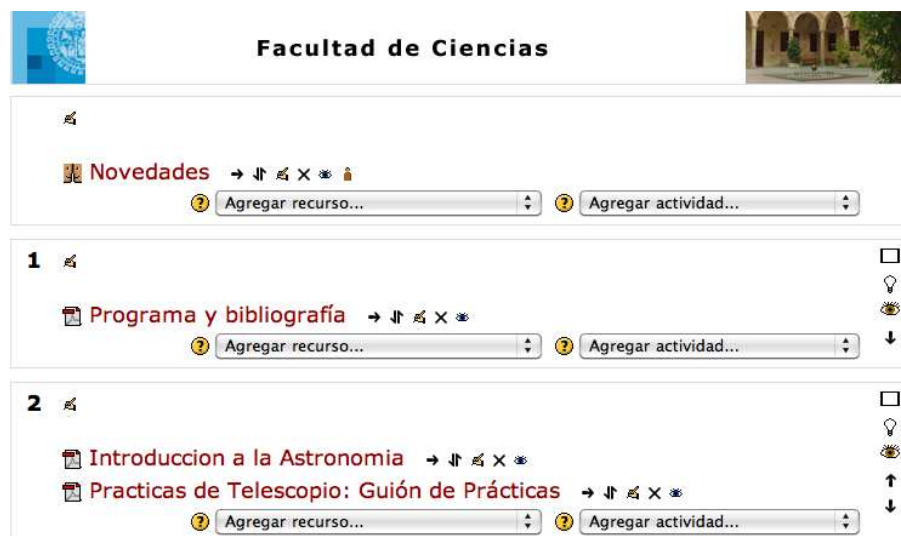 Facultad de Ciencias
Novedades
? Agregar recurso... ? Agregar actividad...
1
Programa y bibliografía
? Agregar recurso... ? Agregar actividad...
2
Introduccion a la Astronomia
Practicas de Telescopio: Guión de Prácticas
? Agregar recurso... ? Agregar actividad...